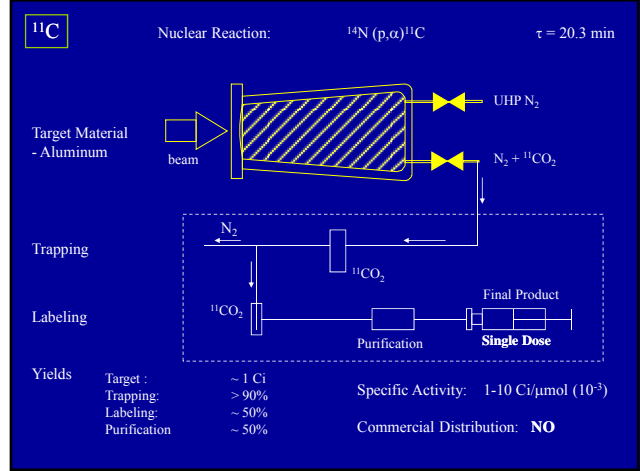 ¹¹C
Nuclear Reaction: ¹⁴N (p,α)¹¹C τ = 20.3 min
UHP N₂
Target Material
- Aluminum
beam
N₂ + ¹¹CO₂
N₂
Trapping
¹¹CO₂
Final Product
¹¹CO₂
Labeling
Purification
Single Dose
Yields
Target : ~ 1 Ci
Trapping: > 90%
Labeling: ~ 50%
Purification ~ 50%
Specific Activity: 1-10 Ci/μmol (10⁻³)
Commercial Distribution: NO